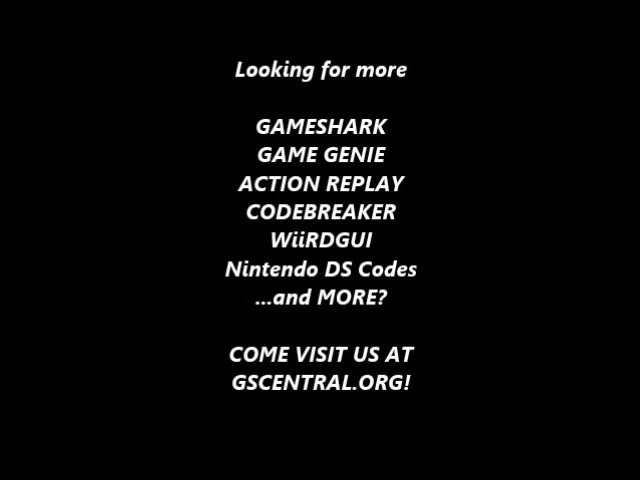 Looking for more
GAMESHARK
GAME GENIE
ACTION REPLAY
CODEBREAKER
WiiRDGUI
Nintendo DS Codes
...and MORE?
COME VISIT US AT
GSCENTRAL.ORG!